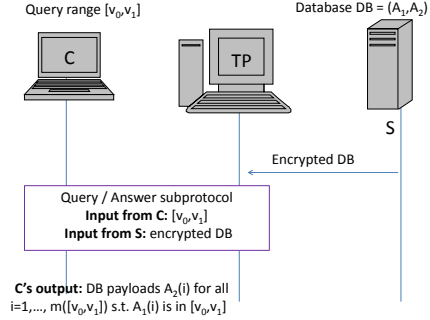 Query range [v₀,v₁]
Database DB = (A₁,A₂)
C
TP
S
Encrypted DB
Query / Answer subprotocol
Input from C: [v₀,v₁]
Input from S: encrypted DB
C's output: DB payloads A₂(i) for all
i=1,…, m([v₀,v₁]) s.t. A₁(i) is in [v₀,v₁]